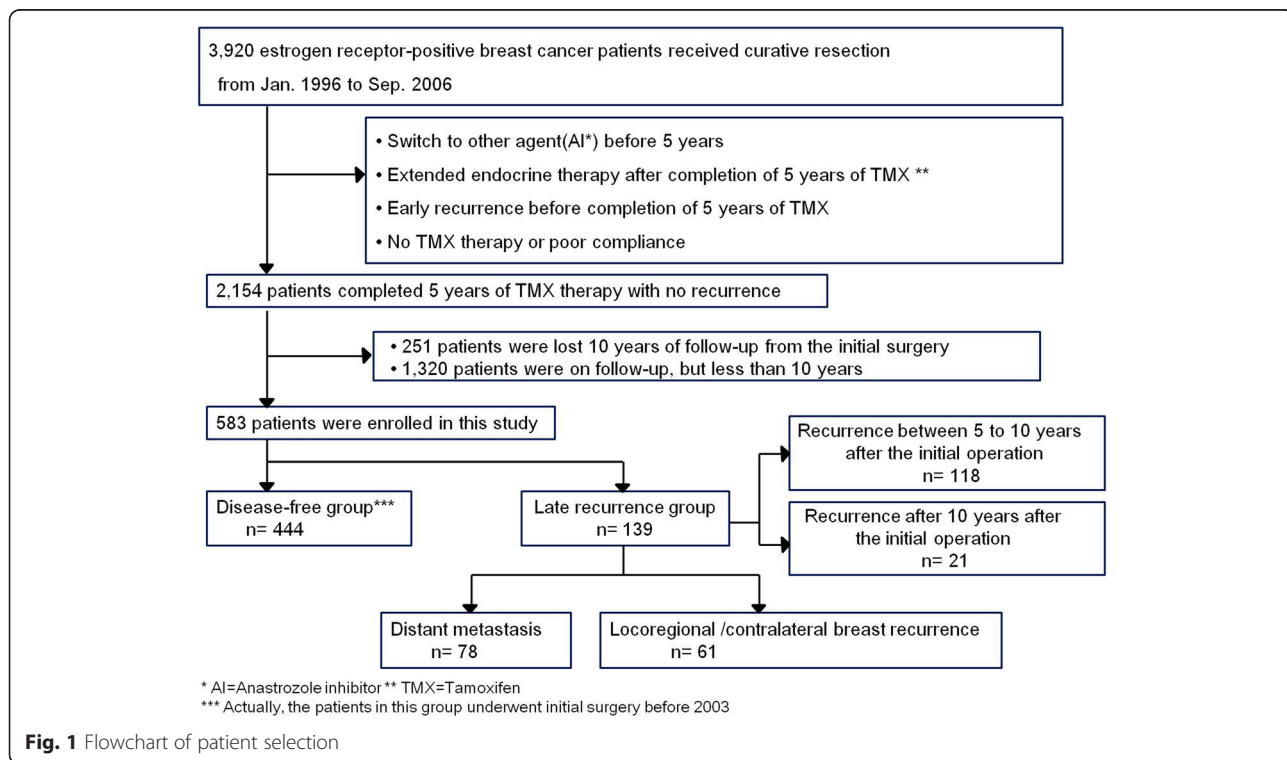 3,920 estrogen receptor-positive breast cancer patients received curative resection
from Jan. 1996 to Sep. 2006
• Switch to other agent(AI*) before 5 years
• Extended endocrine therapy after completion of 5 years of TMX **
• Early recurrence before completion of 5 years of TMX
• No TMX therapy or poor compliance
2,154 patients completed 5 years of TMX therapy with no recurrence
• 251 patients were lost 10 years of follow-up from the initial surgery
• 1,320 patients were on follow-up, but less than 10 years
583 patients were enrolled in this study
Recurrence between 5 to 10 years
after the initial operation
n= 118
Disease-free group***
n= 444
Late recurrence group
n= 139
Recurrence after 10 years after
the initial operation
n= 21
Distant metastasis
n= 78
Locoregional /contralateral breast recurrence
n= 61
* AI=Anastrozole inhibitor ** TMX=Tamoxifen
*** Actually, the patients in this group underwent initial surgery before 2003
Fig. 1 Flowchart of patient selection